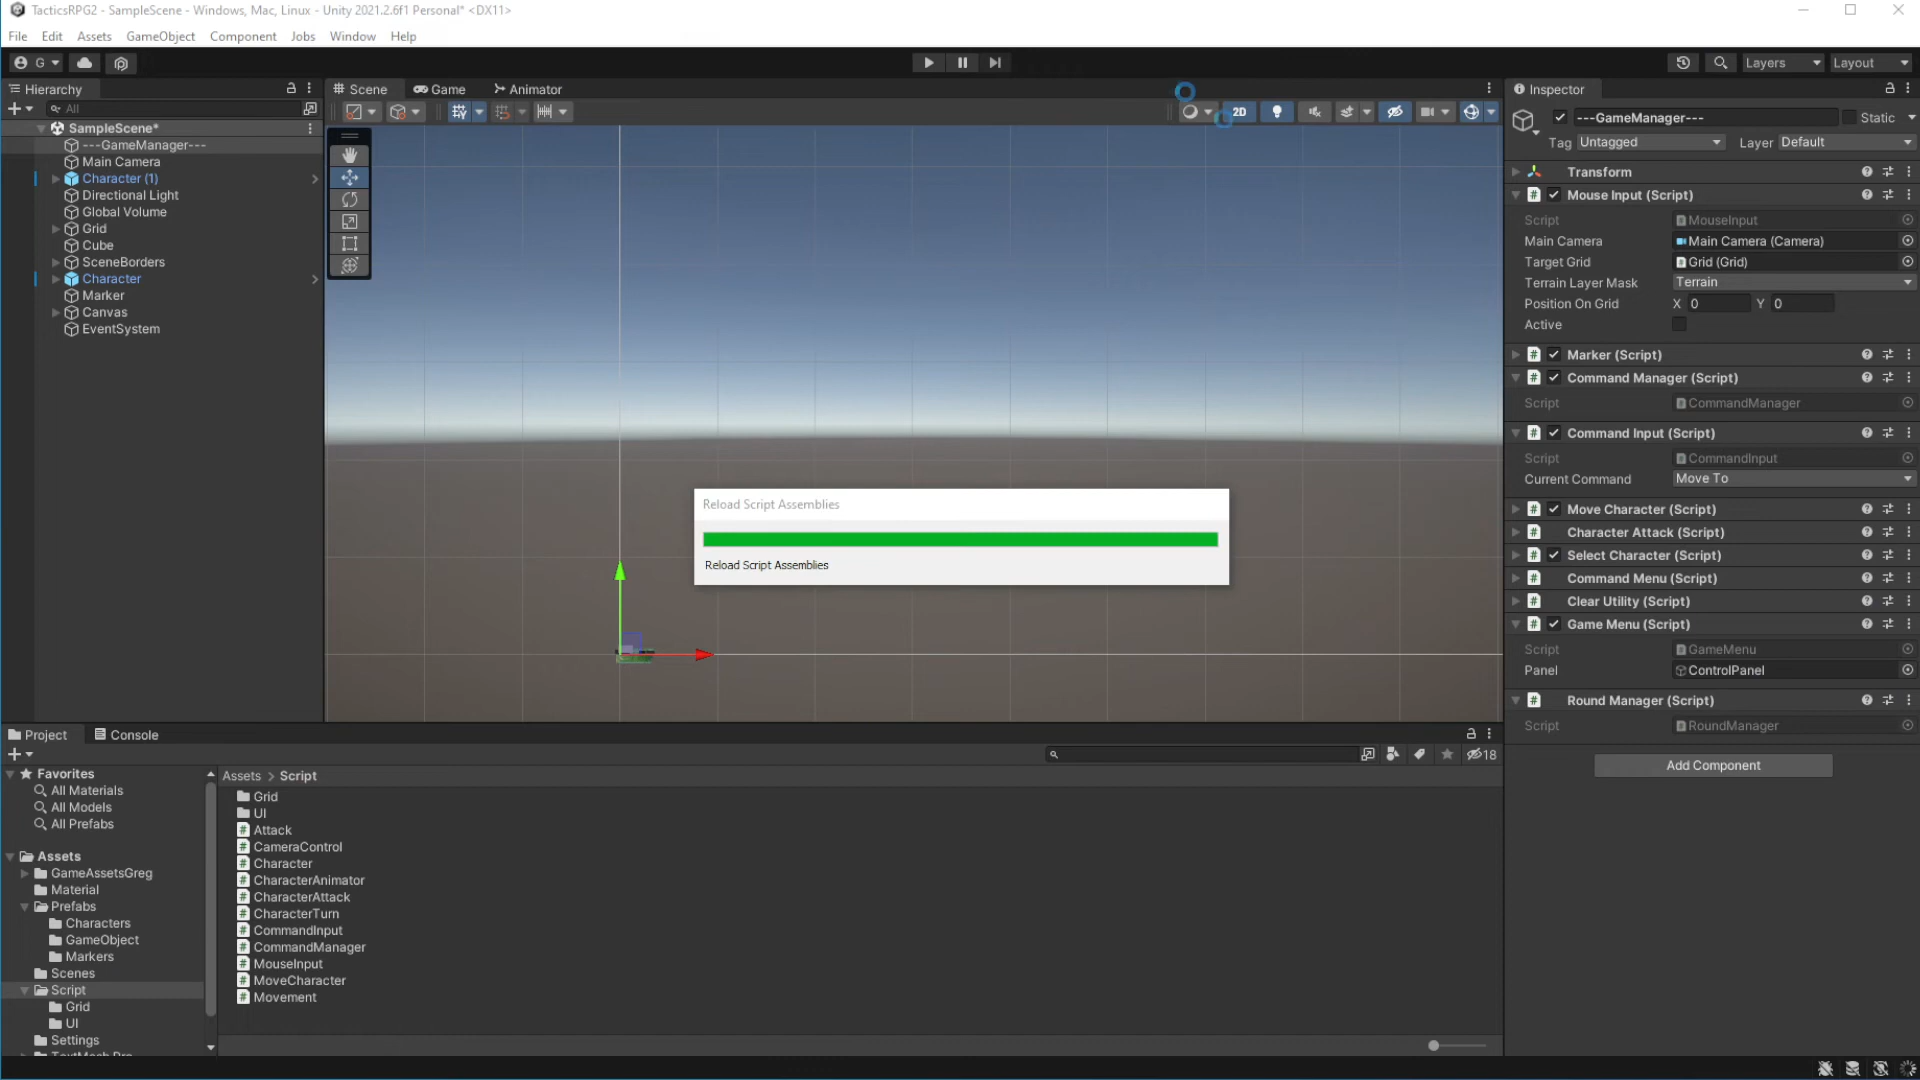 TacticsRPG2 - SampleScene - Windows, Mac, Linux - Unity 2021.2.6f1 Personal* <DX11>
File Edit Assets GameObject Component Jobs Window Help
G
Layers Layout
Hierarchy
All
SampleScene*
---GameManager---
Main Camera
Character (1)
Directional Light
Global Volume
Grid
Cube
SceneBorders
Character
Marker
Canvas
EventSystem
Scene Game Animator
2D
Reload Script Assemblies
Reload Script Assemblies
Inspector
---GameManager--- Static
Tag Untagged Layer Default
Transform
Mouse Input (Script)
Script MouseInput
Main Camera Main Camera (Camera)
Target Grid Grid (Grid)
Terrain Layer Mask Terrain
Position On Grid X 0 Y 0
Active
Marker (Script)
Command Manager (Script)
Script CommandManager
Command Input (Script)
Script CommandInput
Current Command Move To
Move Character (Script)
Character Attack (Script)
Select Character (Script)
Command Menu (Script)
Clear Utility (Script)
Game Menu (Script)
Script GameMenu
Panel ControlPanel
Round Manager (Script)
Script RoundManager
Add Component
Project Console
18
Favorites
All Materials
All Models
All Prefabs
Assets
GameAssetsGreg
Material
Prefabs
Characters
GameObject
Markers
Scenes
Script
Grid
UI
Settings
TextMesh Pro
Assets > Script
Grid
UI
Attack
CameraControl
Character
CharacterAnimator
CharacterAttack
CharacterTurn
CommandInput
CommandManager
MouseInput
MoveCharacter
Movement